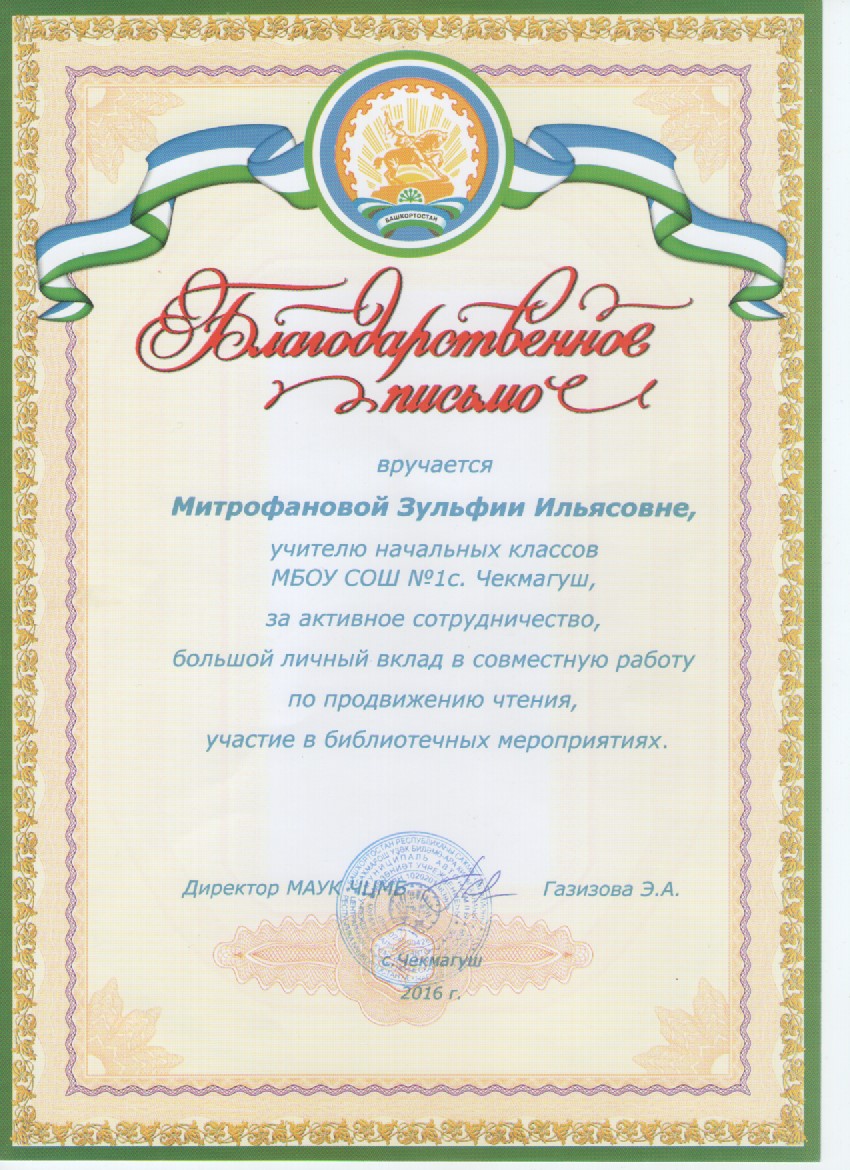 БАШКОРТОСТАН
Благодарственное
письмо
вручается
Митрофановой Зульфии Ильясовне,
учителю начальных классов
МБОУ СОШ №1с. Чекмагуш,
за активное сотрудничество,
большой личный вклад в совместную работу
по продвижению чтения,
участие в библиотечных мероприятиях.
Директор МАУК ЧЦМБ Газизова Э.А.
с.Чекмагуш
2016 г.